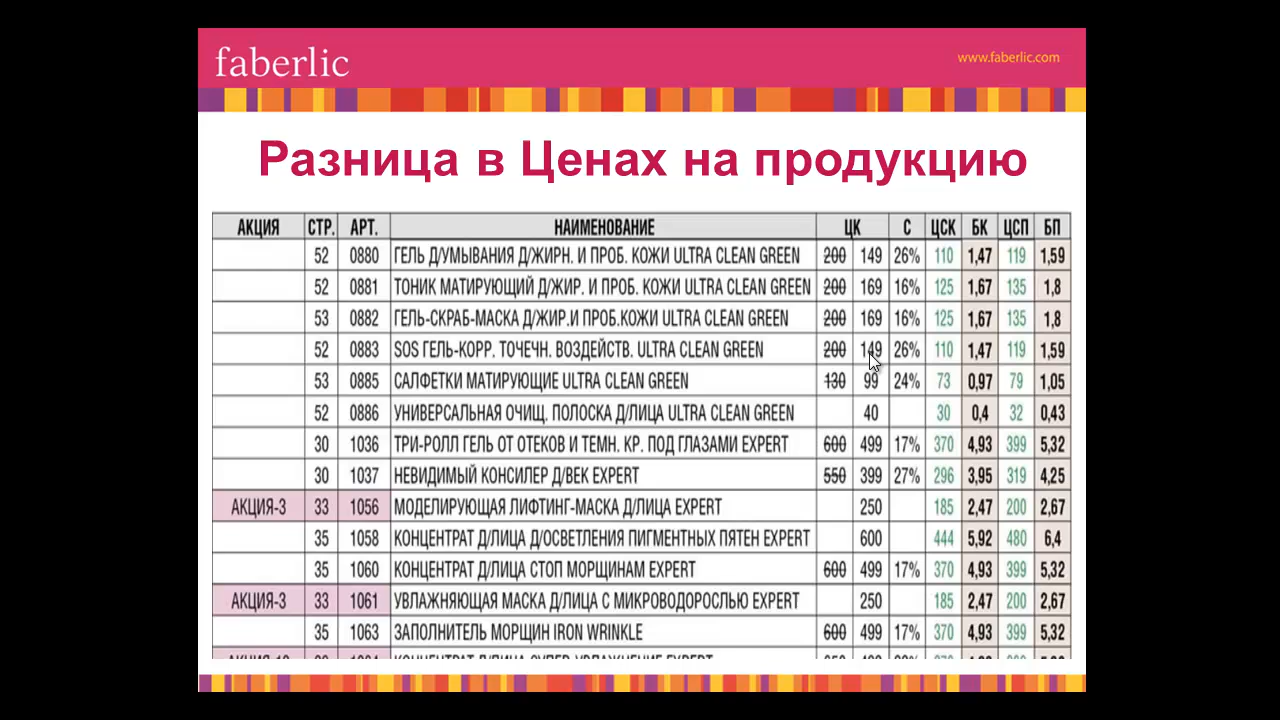 faberlic
www.faberlic.com
Разница в Ценах на продукцию
АКЦИЯ СТР. АРТ. НАИМЕНОВАНИЕ ЦК С ЦСК БК ЦСП БП
52 0880 ГЕЛЬ Д/УМЫВАНИЯ Д/ЖИРН. И ПРОБ. КОЖИ ULTRA CLEAN GREEN 200 149 26% 110 1,47 119 1,59
52 0881 ТОНИК МАТИРУЮЩИЙ Д/ЖИР. И ПРОБ. КОЖИ ULTRA CLEAN GREEN 200 169 16% 125 1,67 135 1,8
53 0882 ГЕЛЬ-СКРАБ-МАСКА Д/ЖИР.И ПРОБ.КОЖИ ULTRA CLEAN GREEN 200 169 16% 125 1,67 135 1,8
52 0883 SOS ГЕЛЬ-КОРР. ТОЧЕЧН. ВОЗДЕЙСТВ. ULTRA CLEAN GREEN 200 149 26% 110 1,47 119 1,59
53 0885 САЛФЕТКИ МАТИРУЮЩИЕ ULTRA CLEAN GREEN 130 99 24% 73 0,97 79 1,05
52 0886 УНИВЕРСАЛЬНАЯ ОЧИЩ. ПОЛОСКА Д/ЛИЦА ULTRA CLEAN GREEN 40 30 0,4 32 0,43
30 1036 ТРИ-РОЛЛ ГЕЛЬ ОТ ОТЕКОВ И ТЕМН. КР. ПОД ГЛАЗАМИ EXPERT 600 499 17% 370 4,93 399 5,32
30 1037 НЕВИДИМЫЙ КОНСИЛЕР Д/ВЕК EXPERT 550 399 27% 296 3,95 319 4,25
АКЦИЯ-3 33 1056 МОДЕЛИРУЮЩАЯ ЛИФТИНГ-МАСКА Д/ЛИЦА EXPERT 250 185 2,47 200 2,67
35 1058 КОНЦЕНТРАТ Д/ЛИЦА Д/ОСВЕТЛЕНИЯ ПИГМЕНТНЫХ ПЯТЕН EXPERT 600 444 5,92 480 6,4
35 1060 КОНЦЕНТРАТ Д/ЛИЦА СТОП МОРЩИНАМ EXPERT 600 499 17% 370 4,93 399 5,32
АКЦИЯ-3 33 1061 УВЛАЖНЯЮЩАЯ МАСКА Д/ЛИЦА С МИКРОВОДОРОСЛЬЮ EXPERT 250 185 2,47 200 2,67
35 1063 ЗАПОЛНИТЕЛЬ МОРЩИН IRON WRINKLE 600 499 17% 370 4,93 399 5,32